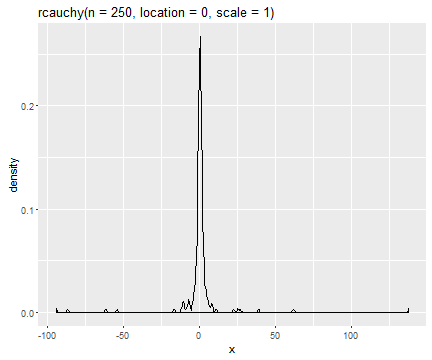 rcauchy(n = 250, location = 0, scale = 1)
density
0.2
0.1
0.0
-100 -50 0 50 100
x